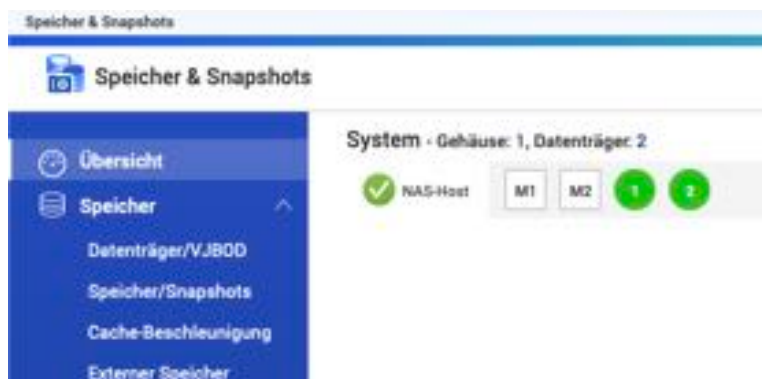 Speicher & Snapshots
Speicher & Snapshots
System - Gehäuse: 1, Datenträger: 2
Übersicht
NAS-Host M1 M2 1 2
Speicher
Datenträger/VJBOD
Speicher/Snapshots
Cache-Beschleunigung
Externer Speicher